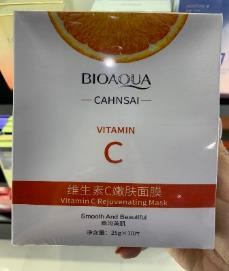 BIOAQUA
CAHNSAI
VITAMIN
C
维生素C嫩肤面膜
Vitamin C Rejuvenating Mask
Smooth And Beautiful
净含量:25g×10片